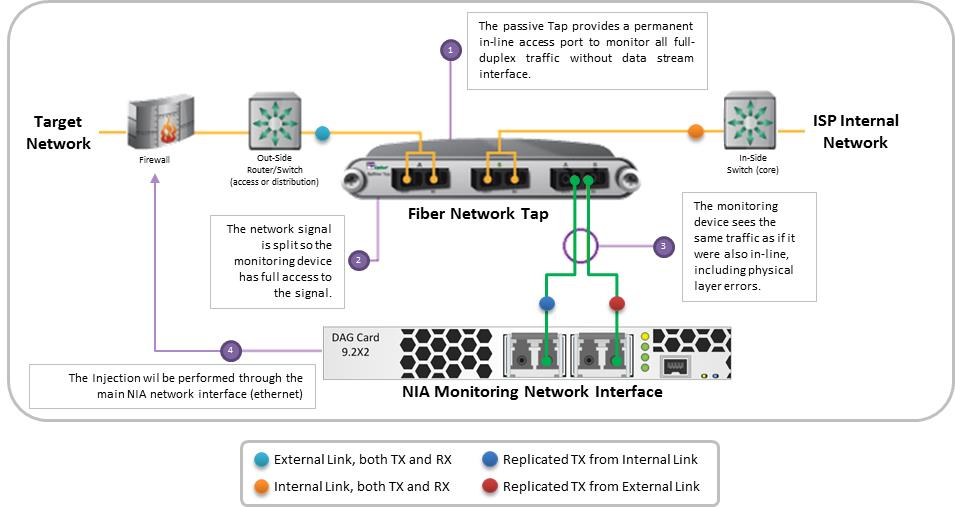 1
The passive Tap provides a permanent
in-line access port to monitor all full-
duplex traffic without data stream
interface.
Target
Network
Firewall
Out-Side
Router/Switch
(access or distribution)
In-Side
Switch (core)
ISP Internal
Network
A
B
A
B
Fiber Network Tap
The network signal
is split so the
monitoring device
has full access to
the signal.
2
3
The monitoring
device sees the
same traffic as if it
were also in-line,
including physical
layer errors.
4
DAG Card
9.2X2
The Injection wil be performed through the
main NIA network interface (ethernet)
NIA Monitoring Network Interface
External Link, both TX and RX
Internal Link, both TX and RX
Replicated TX from Internal Link
Replicated TX from External Link